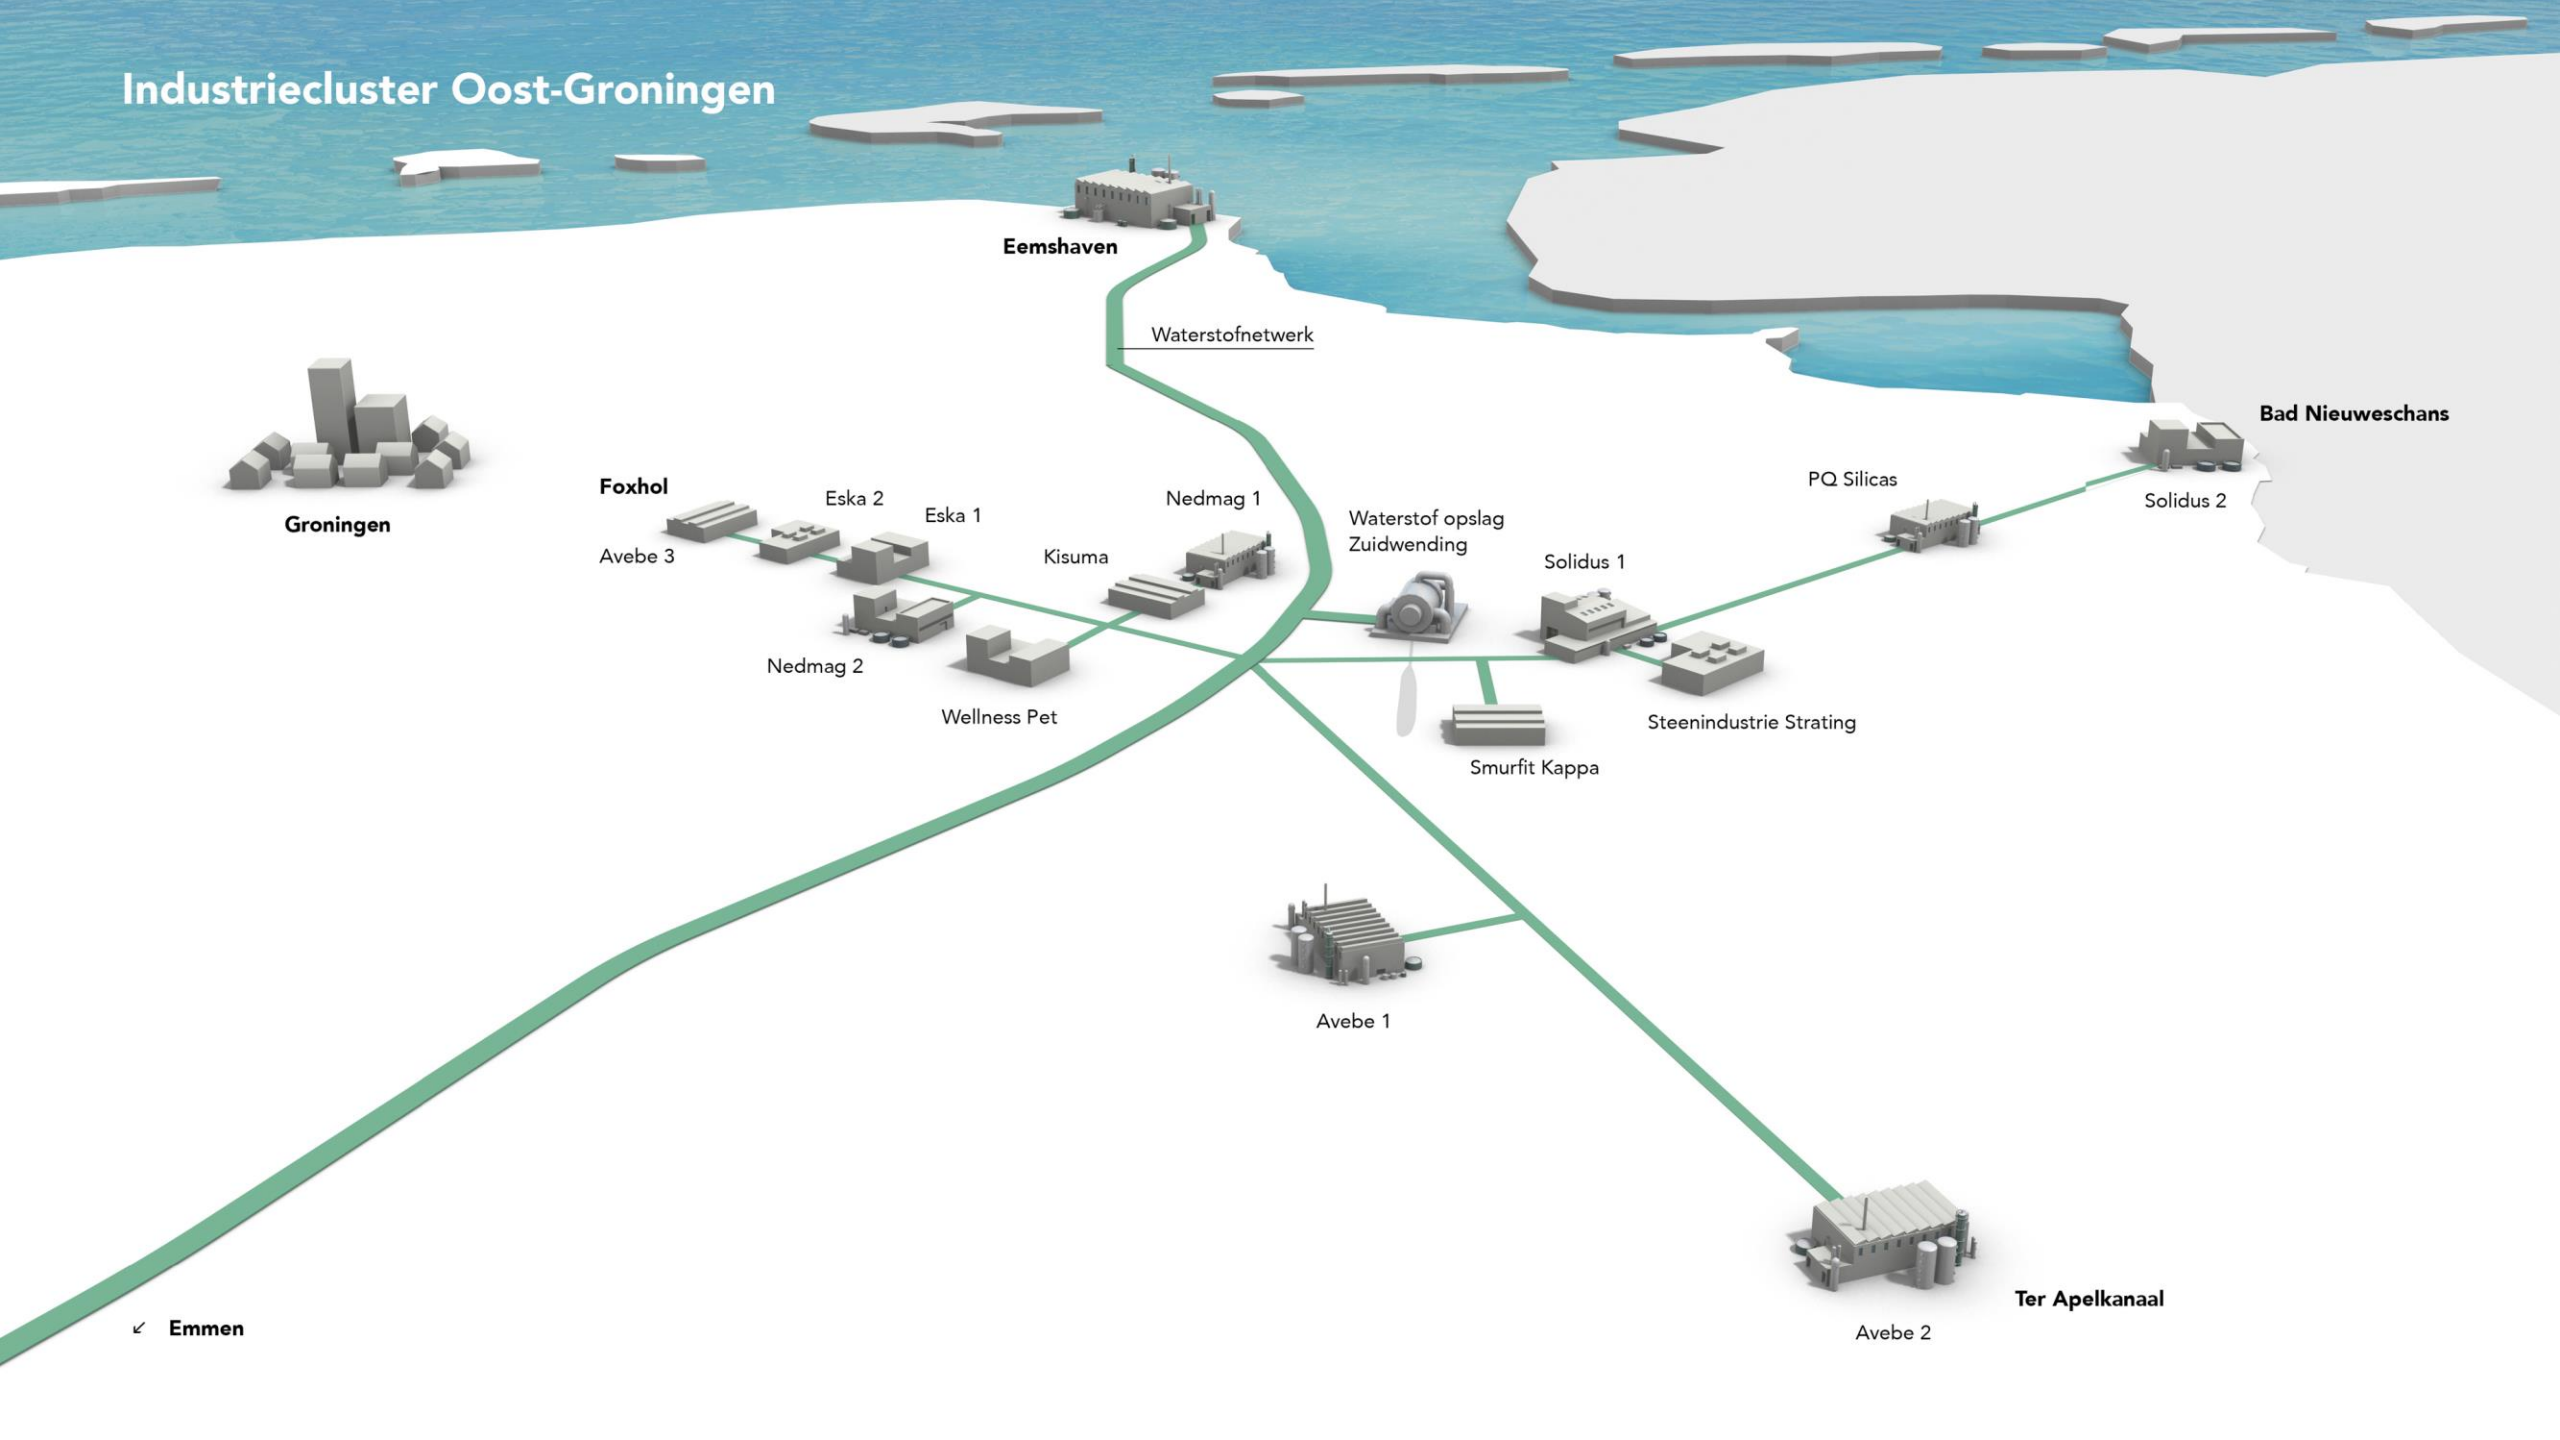 Industriecluster Oost-Groningen
Eemshaven
Waterstofnetwerk
Bad Nieuweschans
PQ Silicas
Solidus 2
Foxhol
Eska 2
Eska 1
Nedmag 1
Groningen
Waterstof opslag
Zuidwending
Avebe 3
Kisuma
Solidus 1
Nedmag 2
Wellness Pet
Steenindustrie Strating
Smurfit Kappa
Avebe 1
Ter Apelkanaal
↙ Emmen
Avebe 2